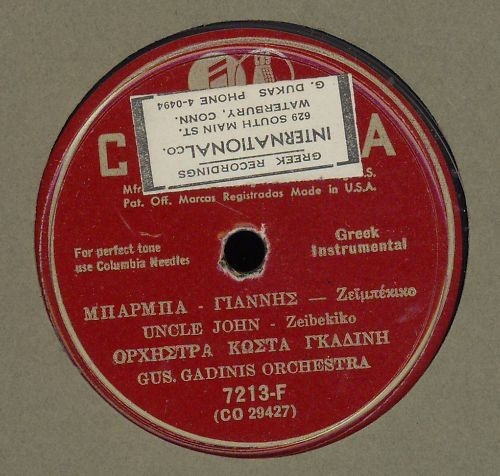 GREEK RECORDINGS
INTERNATIONAL CO.
629 SOUTH MAIN ST.
WATERBURY, CONN.
G. DUKAS PHONE 4-0494
C A
Mfr S.
Pat. Off. Marcas Registradas Made in U.S.A.
For perfect tone
use Columbia Needles
Greek
Instrumental
ΜΠΑΡΜΠΑ - ΓΙΑΝΝΗΣ — Ζεϊμπέκικο
UNCLE JOHN - Zeibekiko
ΟΡΧΗΣΤΡΑ ΚΩΣΤΑ ΓΚΑΔΙΝΗ
GUS. GADINIS ORCHESTRA
7213-F
(CO 29427)